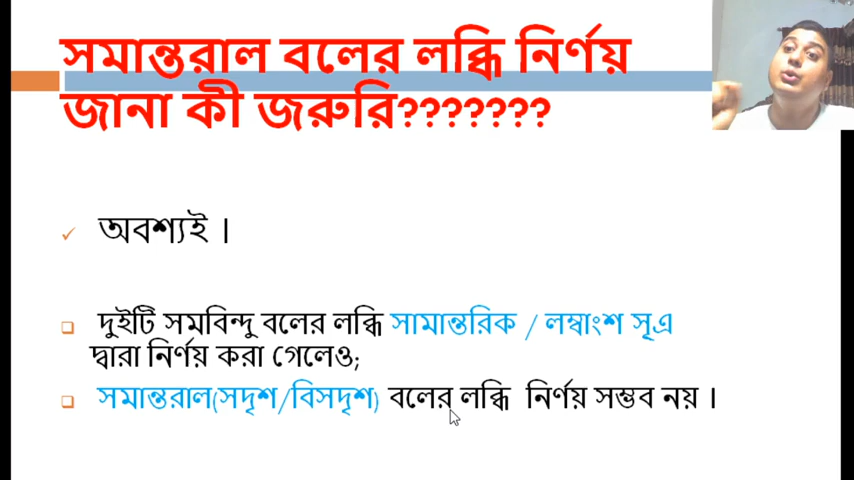 সমান্তরাল বলের লব্ধি নির্ণয়
জানা কী জরুরি???????
অবশ্যই ।
দুইটি সমবিন্দু বলের লব্ধি সামান্তরিক / লম্বাংশ সূএ
দ্বারা নির্ণয় করা গেলেও;
সমান্তরাল(সদৃশ/বিসদৃশ) বলের লব্ধি নির্ণয় সম্ভব নয় ।